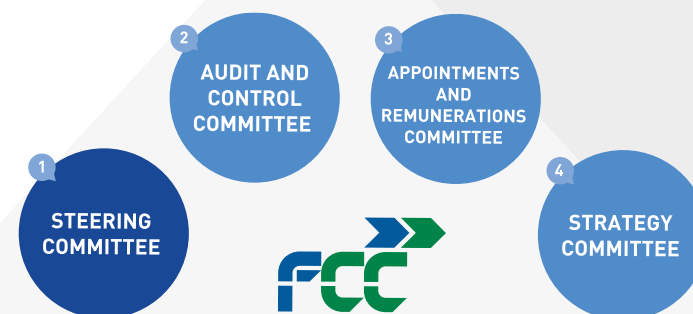 1
STEERING
COMMITTEE
2
AUDIT AND
CONTROL
COMMITTEE
3
APPOINTMENTS
AND
REMUNERATIONS
COMMITTEE
4
STRATEGY
COMMITTEE
FCC